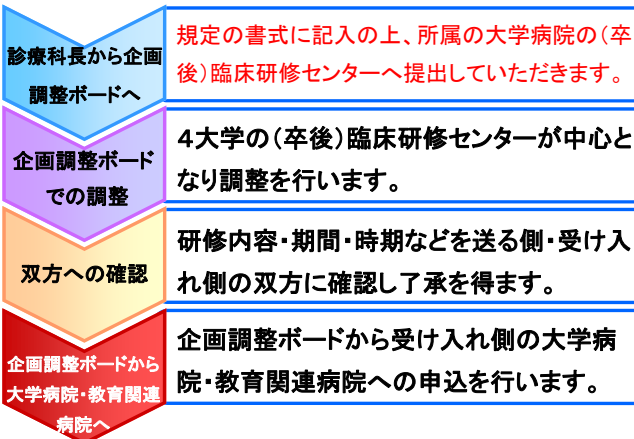 診療科長から企画
調整ボードへ
規定の書式に記入の上、所属の大学病院の（卒
後）臨床研修センターへ提出していただきます。
企画調整ボード
での調整
４大学の（卒後）臨床研修センターが中心と
なり調整を行います。
双方への確認
研修内容・期間・時期などを送る側・受け入
れ側の双方に確認し了承を得ます。
企画調整ボードから
大学病院・教育関連
病院へ
企画調整ボードから受け入れ側の大学病
院・教育関連病院への申込を行います。